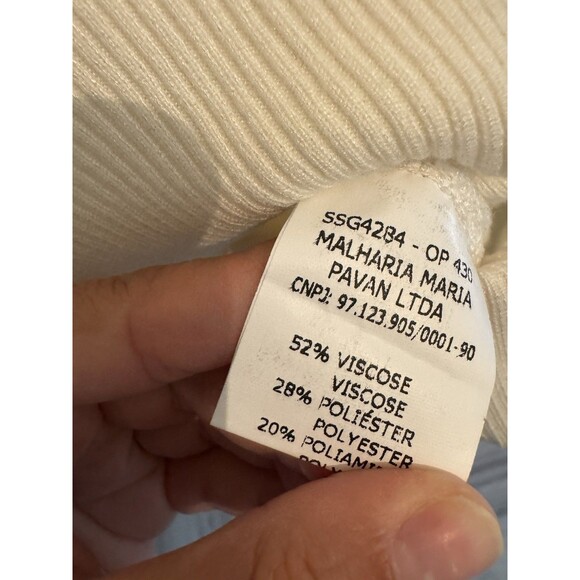 SSG4284 - OP 430
MALHARIA MARIA
PAVAN LTDA
CNPJ: 97.123.905/0001-90
52% VISCOSE
VISCOSE
28% POLIÉSTER
POLYESTER
20%